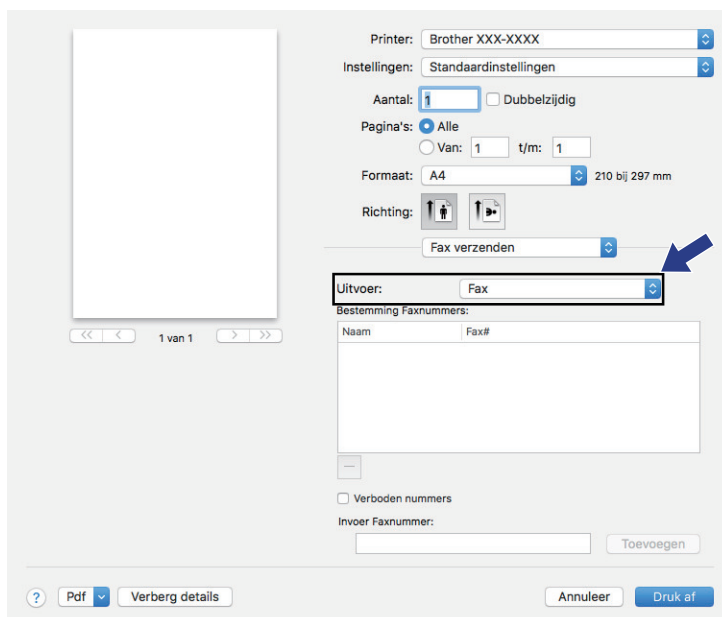 Printer: Brother XXX-XXXX
Instellingen: Standaardinstellingen
Aantal: 1 Dubbelzijdig
Pagina's: Alle
Van: 1 t/m: 1
Formaat: A4 210 bij 297 mm
Richting:
Fax verzenden
Uitvoer: Fax
Bestemming Faxnummers:
Naam Fax#
<< < 1 van 1 > >>
Verboden nummers
Invoer Faxnummer:
Toevoegen
? Pdf Verberg details Annuleer Druk af